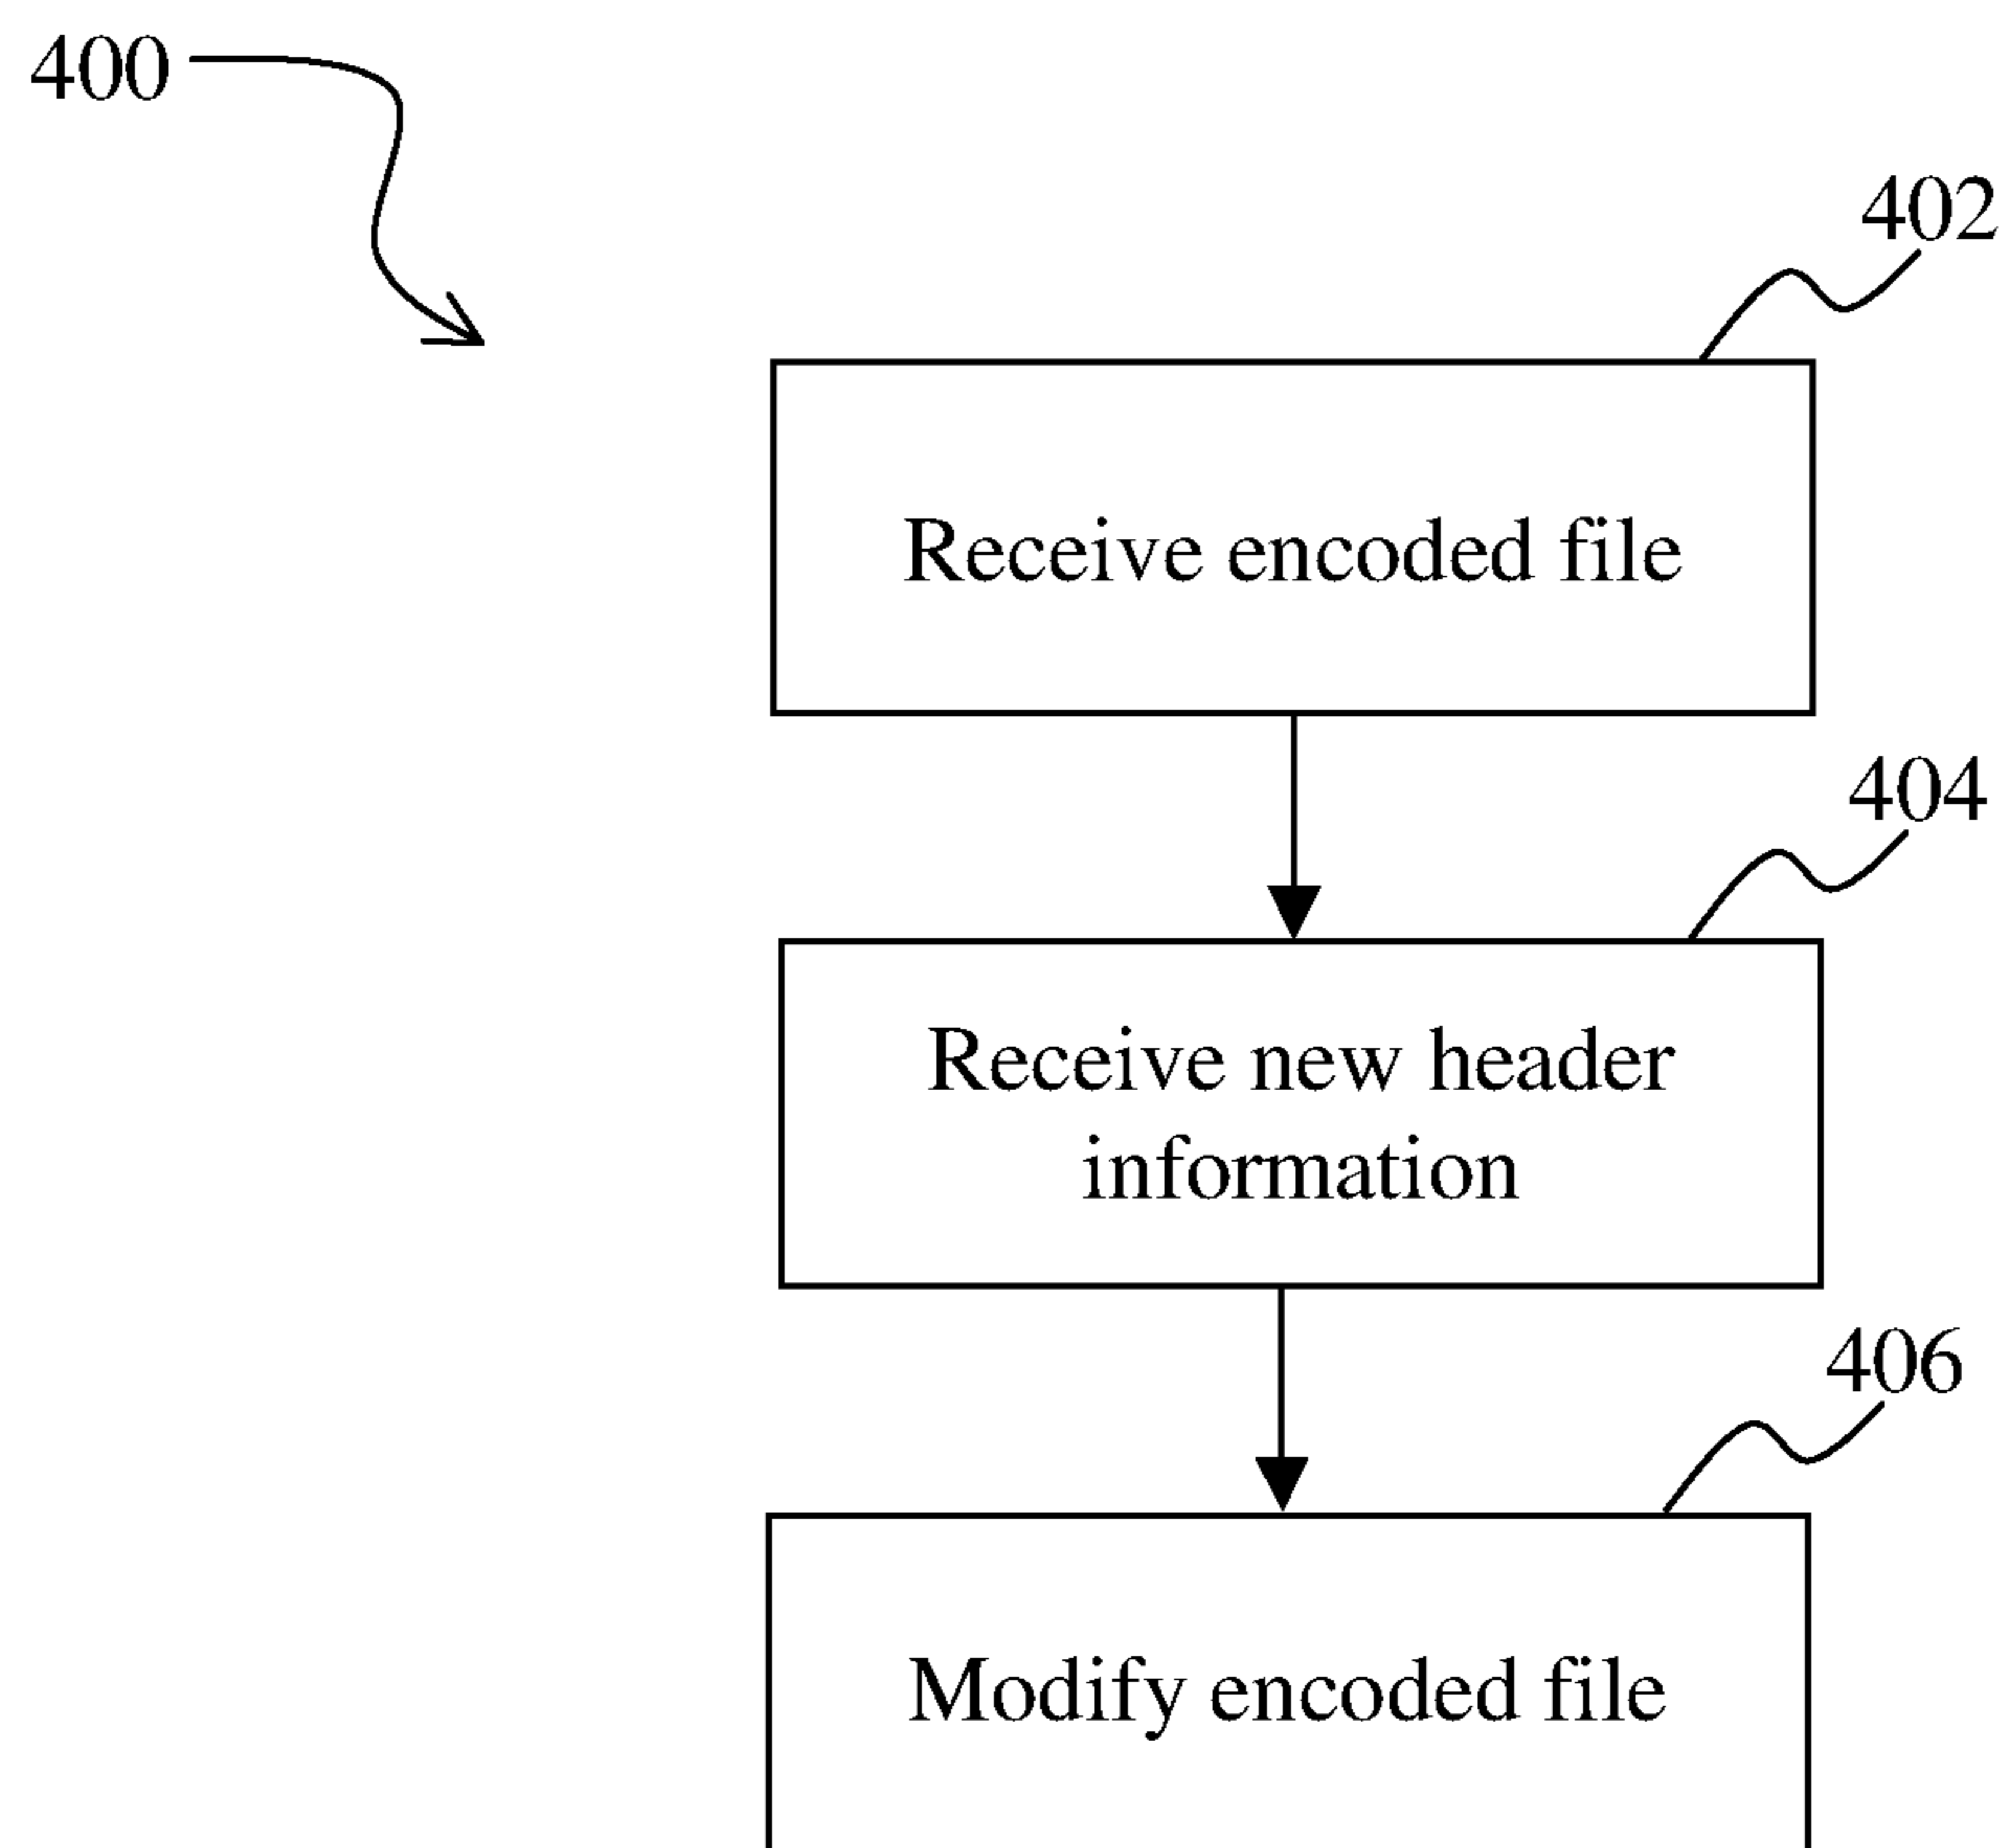 400
402
Receive encoded file
404
Receive new header
information
406
Modify encoded file